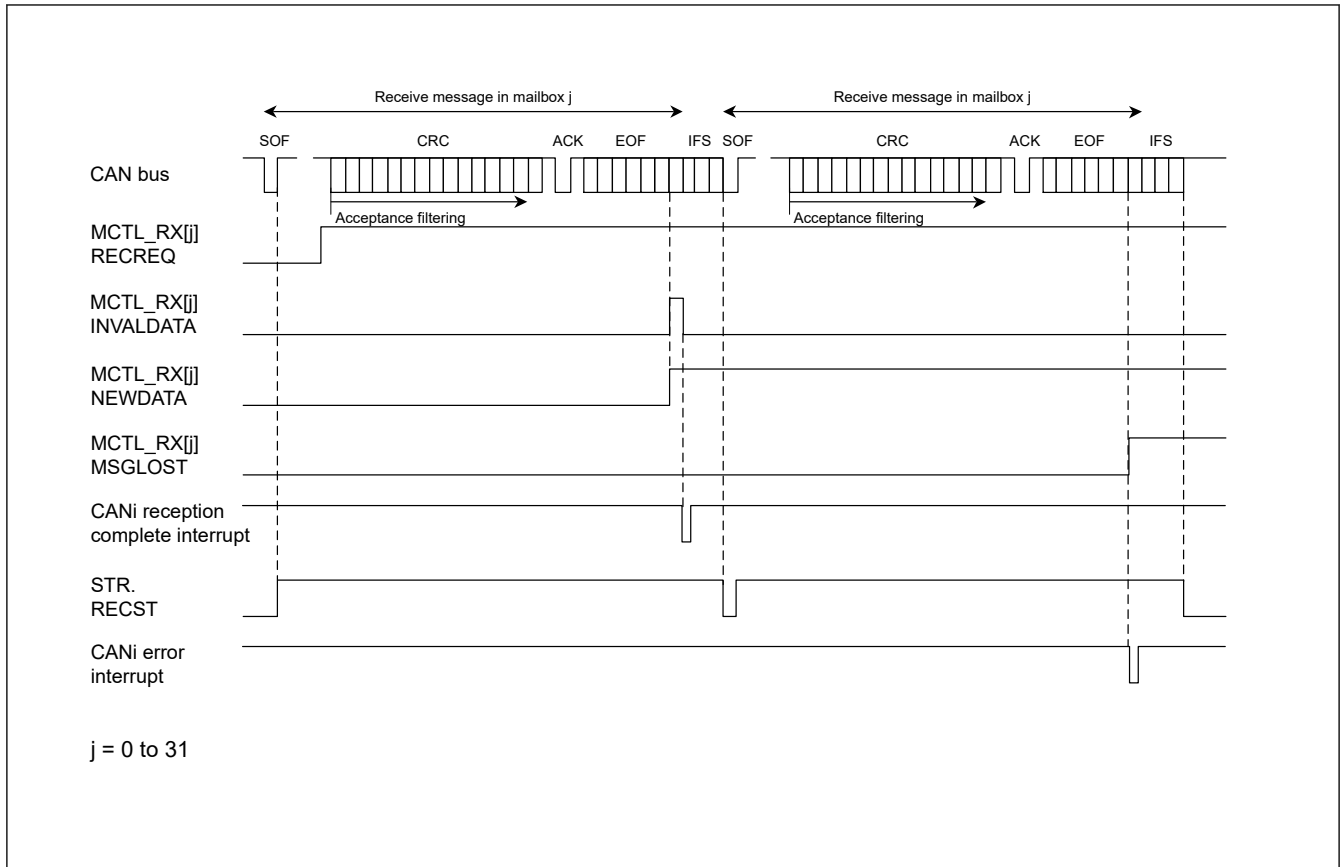 Receive message in mailbox j
Receive message in mailbox j
SOF
CRC
ACK
EOF
IFS
SOF
CRC
ACK
EOF
IFS
CAN bus
Acceptance filtering
Acceptance filtering
MCTL_RX[j]
RECREQ
MCTL_RX[j]
INVALDATA
MCTL_RX[j]
NEWDATA
MCTL_RX[j]
MSGLOST
CANi reception
complete interrupt
STR.
RECST
CANi error
interrupt
j = 0 to 31